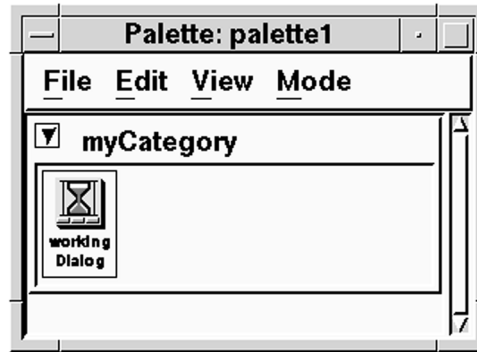 Palette: palette1
File Edit View Mode
myCategory
working
Dialog